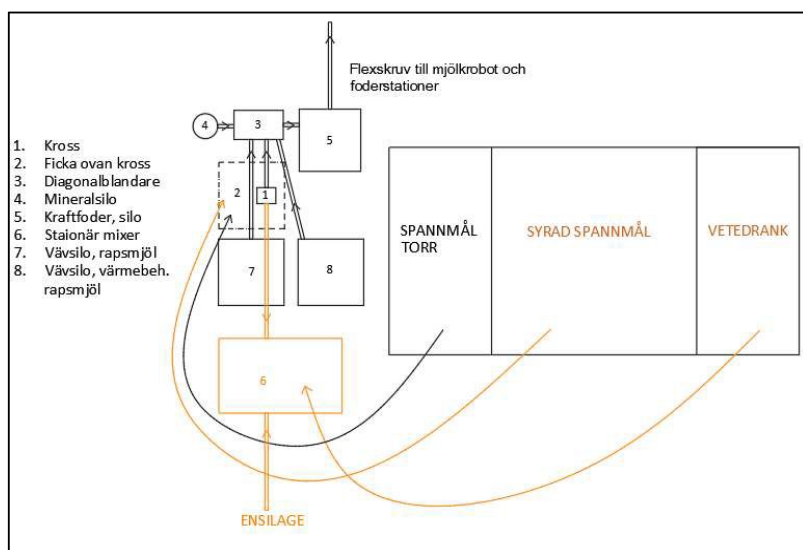 Flexskruv till mjölkrobot och
foderstationer
4
3
5
1. Kross
2. Ficka ovan kross
3. Diagonalblandare
4. Mineralsilo
5. Kraftfoder, silo
6. Staionär mixer
7. Vävsilo, rapsmjöl
8. Vävsilo, värmebeh.
rapsmjöl
2
1
7
8
SPANNMÅL
TORR
SYRAD SPANNMÅL
VETEDRANK
6
ENSILAGE